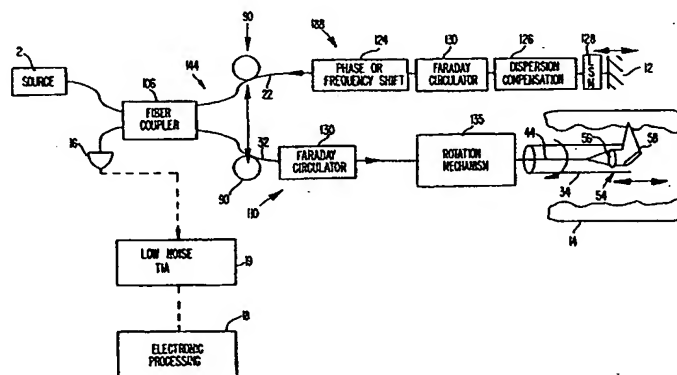 2
SOURCE
106
FIBER
COUPLER
144
90
188
22
124
PHASE OR
FREQUENCY SHIFT
130
FARADAY
CIRCULATOR
126
DISPERSION
COMPENSATION
128
12
16
90
32
130
FARADAY
CIRCULATOR
110
135
ROTATION
MECHANISM
44
56
58
34
54
14
19
LOW NOISE
TIA
18
ELECTRONIC
PROCESSING